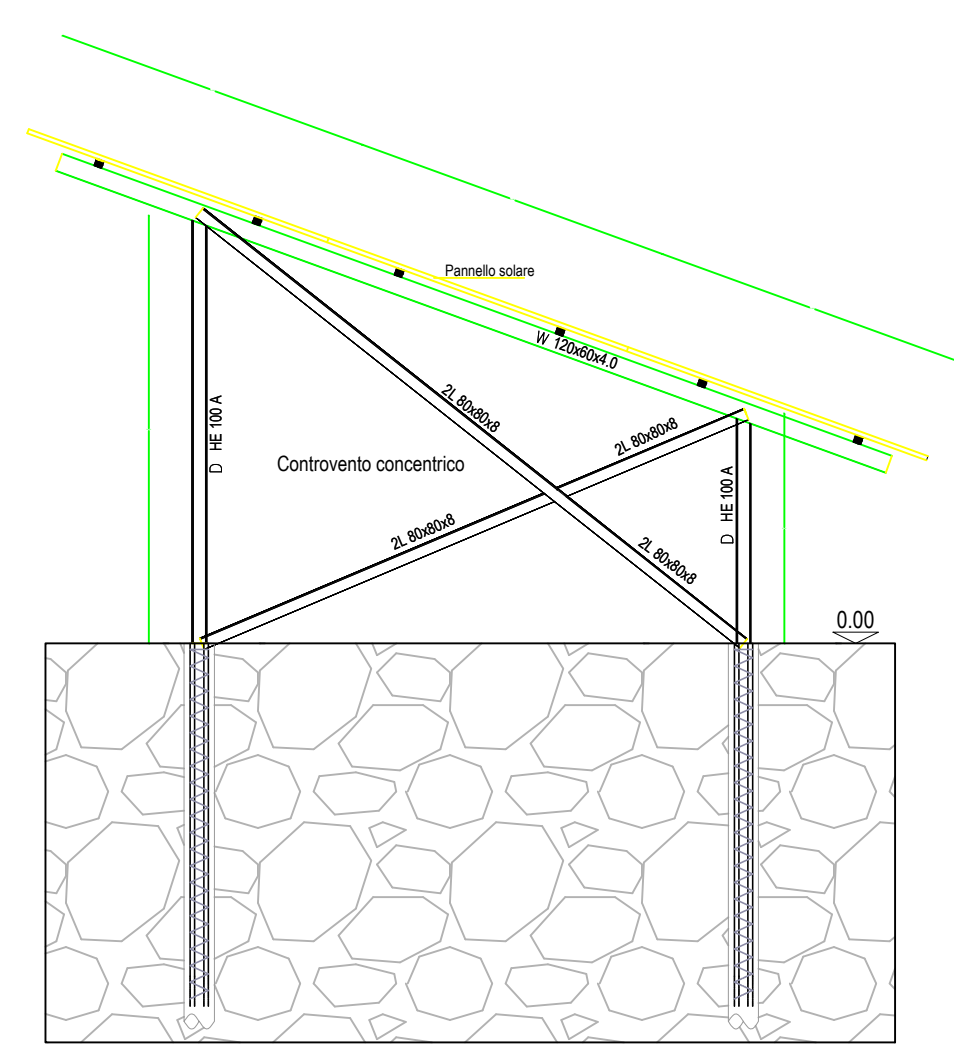 Pannello solare
W 120x60x4.0
2L 80x80x8
2L 80x80x8
D HE 100 A
Controvento concentrico
D HE 100 A
2L 80x80x8
2L 80x80x8
0.00